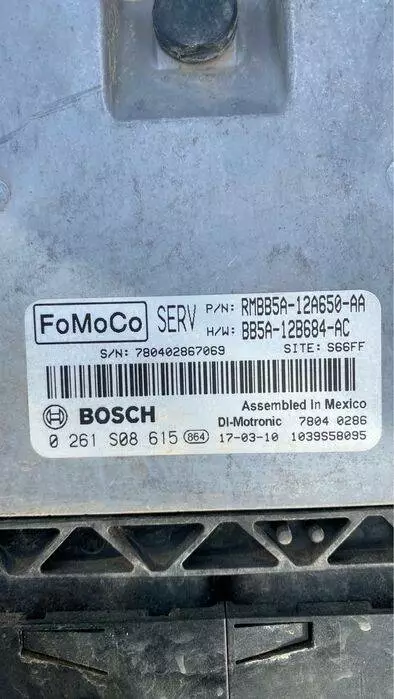 FoMoCo SERV P/N: RMBB5A-12A650-AA
H/W: BB5A-12B684-AC
S/N: 780402867069 SITE: S66FF
BOSCH Assembled In Mexico
DI-Motronic 7804 0286
0 261 S08 615 864 17-03-10 1039S58095